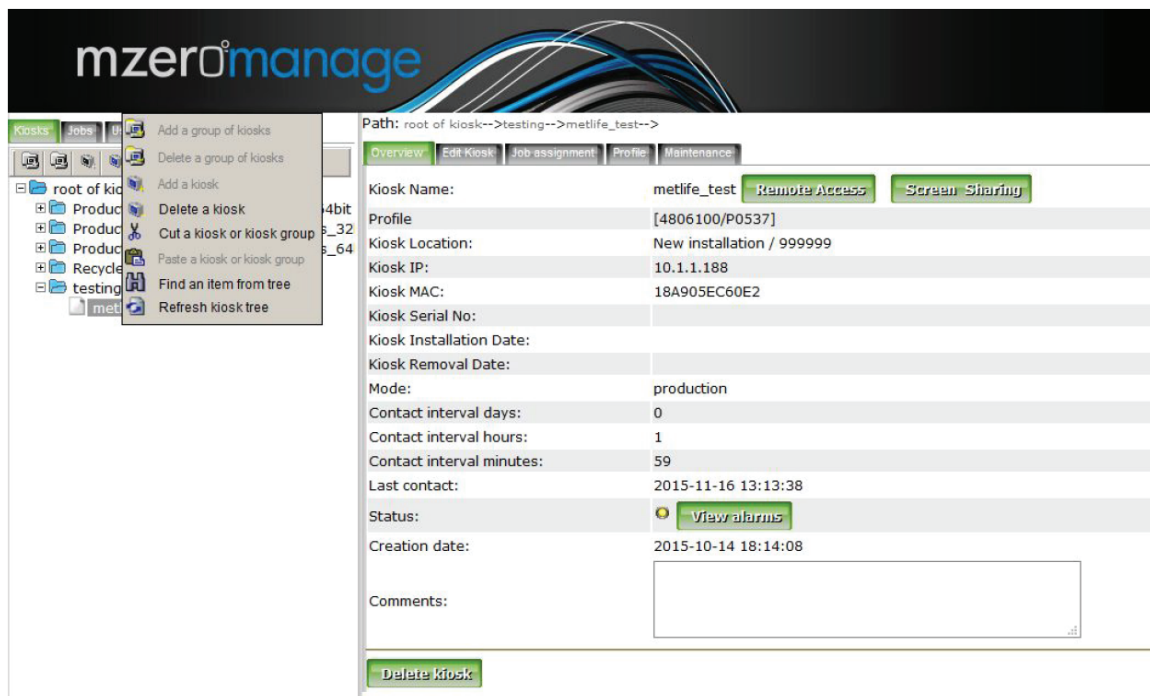 mzeromanage
Kiosks Jobs
Add a group of kiosks
Delete a group of kiosks
Add a kiosk
Delete a kiosk
Cut a kiosk or kiosk group
Paste a kiosk or kiosk group
Find an item from tree
Refresh kiosk tree
root of
Produc 64bit
Produc s_32
Produc s_64
Recycle
testing
met
Path: root of kiosk-->testing-->metlife_test-->
Overview Edit Kiosk Job assignment Profile Maintenance
Kiosk Name: metlife_test Remote Access Screen Sharing
Profile [4806100/P0537]
Kiosk Location: New installation / 999999
Kiosk IP: 10.1.1.188
Kiosk MAC: 18A905EC60E2
Kiosk Serial No:
Kiosk Installation Date:
Kiosk Removal Date:
Mode: production
Contact interval days: 0
Contact interval hours: 1
Contact interval minutes: 59
Last contact: 2015-11-16 13:13:38
Status: View alarms
Creation date: 2015-10-14 18:14:08
Comments:
Delete kiosk